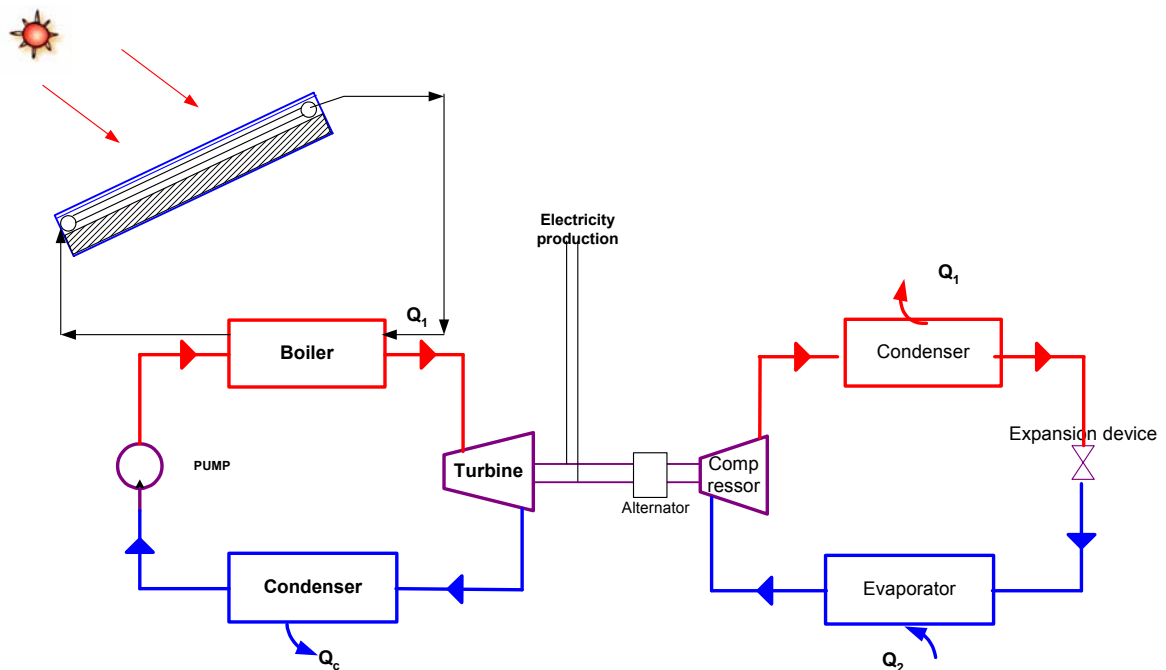 Electricity
production
Q1
Q1
Boiler
Condenser
Expansion device
PUMP
Turbine
Comp
ressor
Alternator
Condenser
Evaporator
Qc
Q2